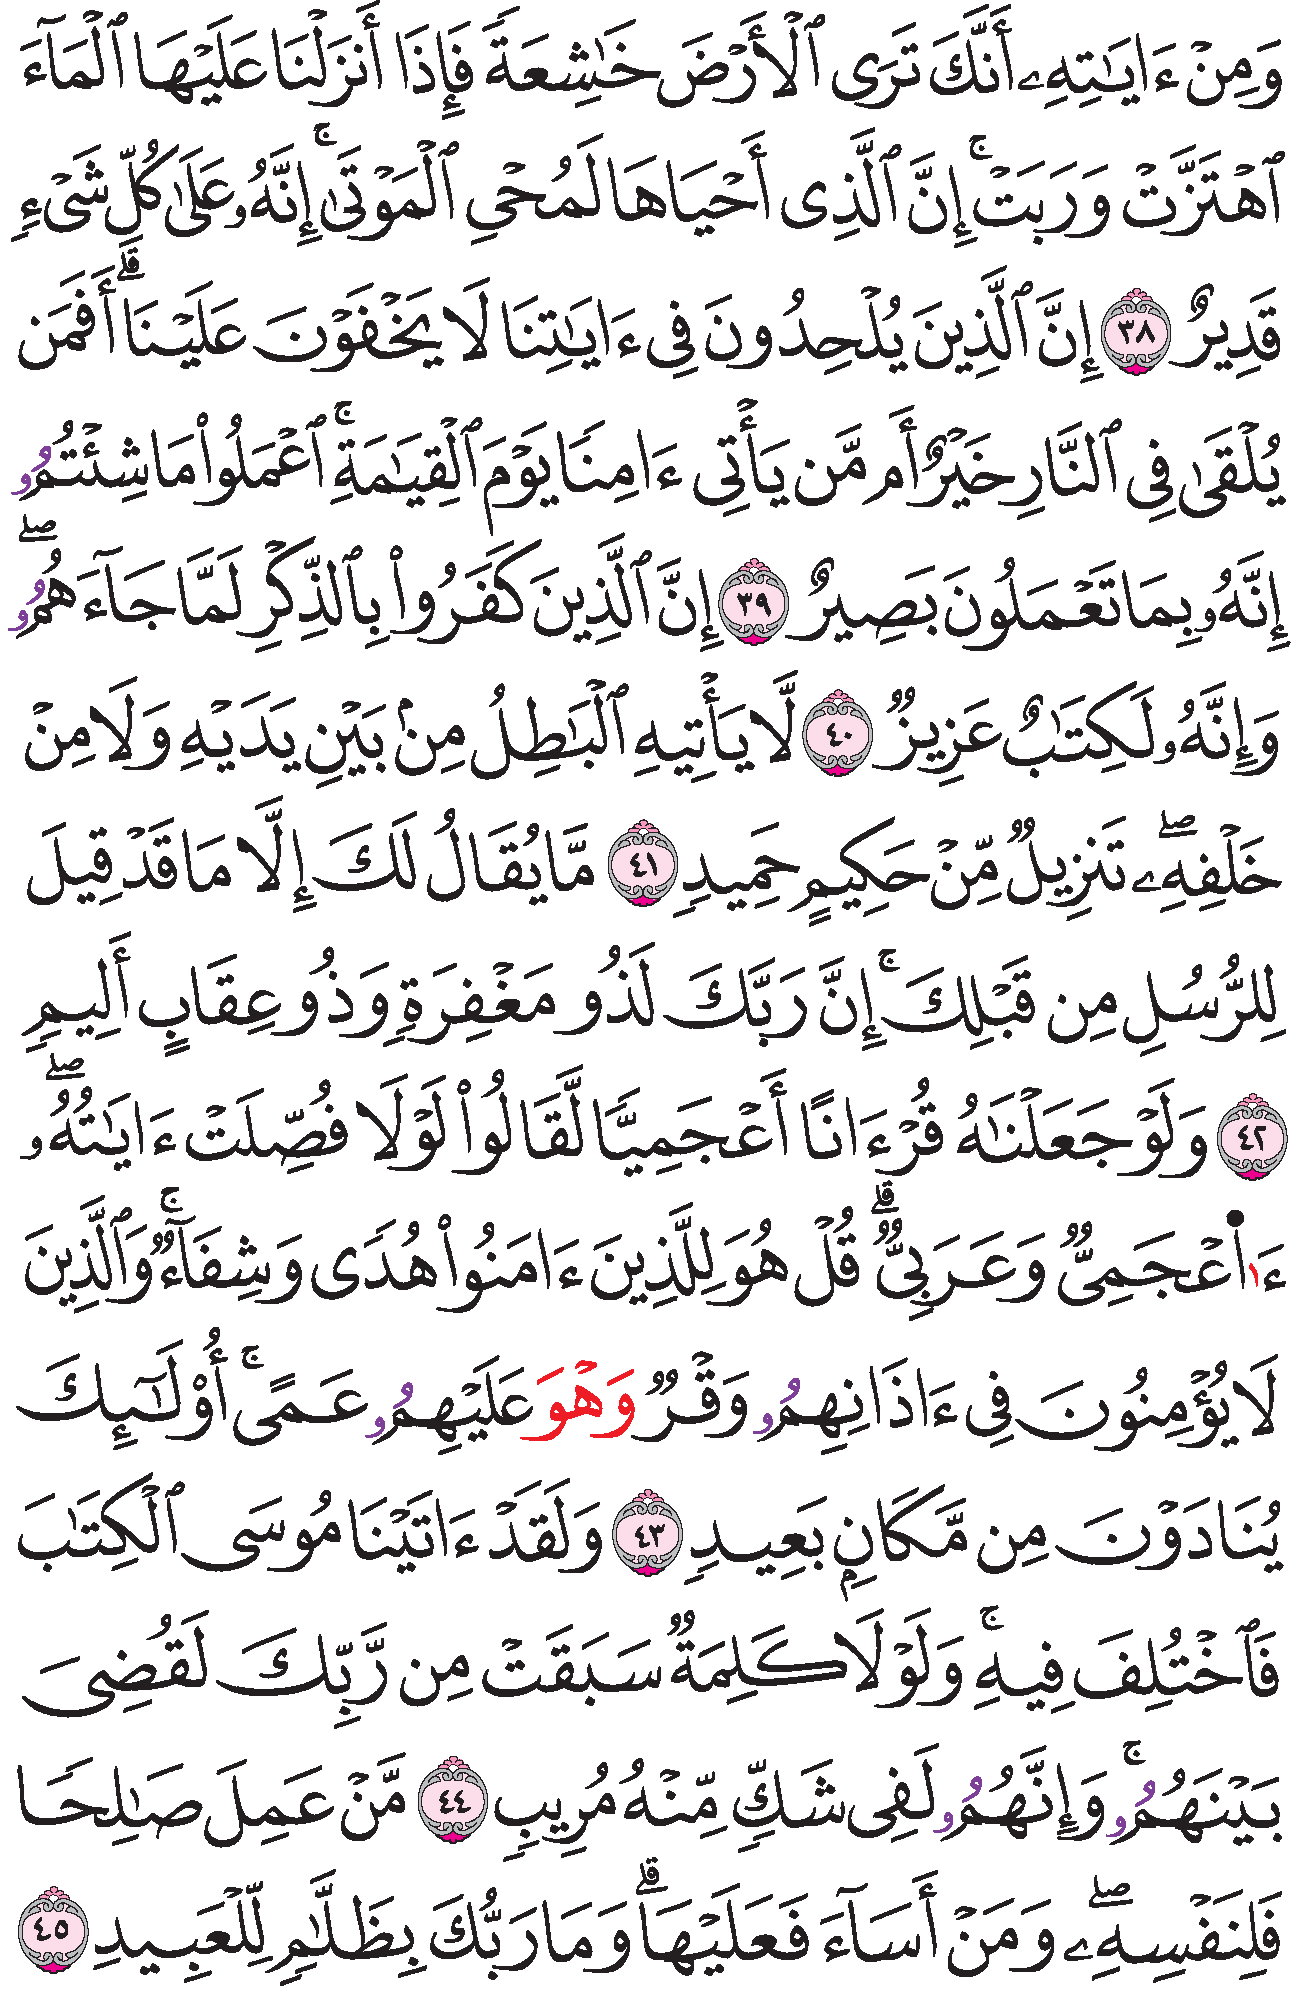 وَمِنْ ءَايَٰتِهِۦ أَنَّكَ تَرَى ٱلْأَرْضَ خَٰشِعَةً فَإِذَا أَنزَلْنَا عَلَيْهَا ٱلْمَآءَ
ٱهْتَزَّتْ وَرَبَتْ ۚ إِنَّ ٱلَّذِى أَحْيَاهَا لَمُحْىِ ٱلْمَوْتَىٰ ۚ إِنَّهُۥ عَلَىٰ كُلِّ شَىْءٍ
قَدِيرٌ ٣٨ إِنَّ ٱلَّذِينَ يُلْحِدُونَ فِى ءَايَٰتِنَا لَا يَخْفَوْنَ عَلَيْنَا ۗ أَفَمَن
يُلْقَىٰ فِى ٱلنَّارِ خَيْرٌ أَم مَّن يَأْتِى ءَامِنًا يَوْمَ ٱلْقِيَٰمَةِ ۚ ٱعْمَلُوا۟ مَا شِئْتُمُۥ
إِنَّهُۥ بِمَا تَعْمَلُونَ بَصِيرٌ ٣٩ إِنَّ ٱلَّذِينَ كَفَرُوا۟ بِٱلذِّكْرِ لَمَّا جَآءَهُمُۥ ۖ
وَإِنَّهُۥ لَكِتَٰبٌ عَزِيزٌ ٤٠ لَّا يَأْتِيهِ ٱلْبَٰطِلُ مِنۢ بَيْنِ يَدَيْهِ وَلَا مِنْ
خَلْفِهِۦ ۖ تَنزِيلٌ مِّنْ حَكِيمٍ حَمِيدٍ ٤١ مَّا يُقَالُ لَكَ إِلَّا مَا قَدْ قِيلَ
لِلرُّسُلِ مِن قَبْلِكَ ۚ إِنَّ رَبَّكَ لَذُو مَغْفِرَةٍ وَذُو عِقَابٍ أَلِيمٍ
٤٢ وَلَوْ جَعَلْنَٰهُ قُرْءَانًا أَعْجَمِيًّا لَّقَالُوا۟ لَوْلَا فُصِّلَتْ ءَايَٰتُهُۥ ۖ
ءَا۬عْجَمِىٌّ وَعَرَبِىٌّ ۗ قُلْ هُوَ لِلَّذِينَ ءَامَنُوا۟ هُدًى وَشِفَآءٌ ۚ وَٱلَّذِينَ
لَا يُؤْمِنُونَ فِى ءَاذَانِهِمُۥ وَقْرٌ وَهْوَ عَلَيْهِمُۥ عَمًى ۚ أُو۟لَٰٓئِكَ
يُنَادَوْنَ مِن مَّكَانٍۭ بَعِيدٍ ٤٣ وَلَقَدْ ءَاتَيْنَا مُوسَى ٱلْكِتَٰبَ
فَٱخْتُلِفَ فِيهِ ۚ وَلَوْلَا كَلِمَةٌ سَبَقَتْ مِن رَّبِّكَ لَقُضِىَ
بَيْنَهُمُۥ ۚ وَإِنَّهُمُۥ لَفِى شَكٍّ مِّنْهُ مُرِيبٍ ٤٤ مَّنْ عَمِلَ صَٰلِحًا
فَلِنَفْسِهِۦ ۖ وَمَنْ أَسَآءَ فَعَلَيْهَا ۗ وَمَا رَبُّكَ بِظَلَّٰمٍ لِّلْعَبِيدِ ٤٥